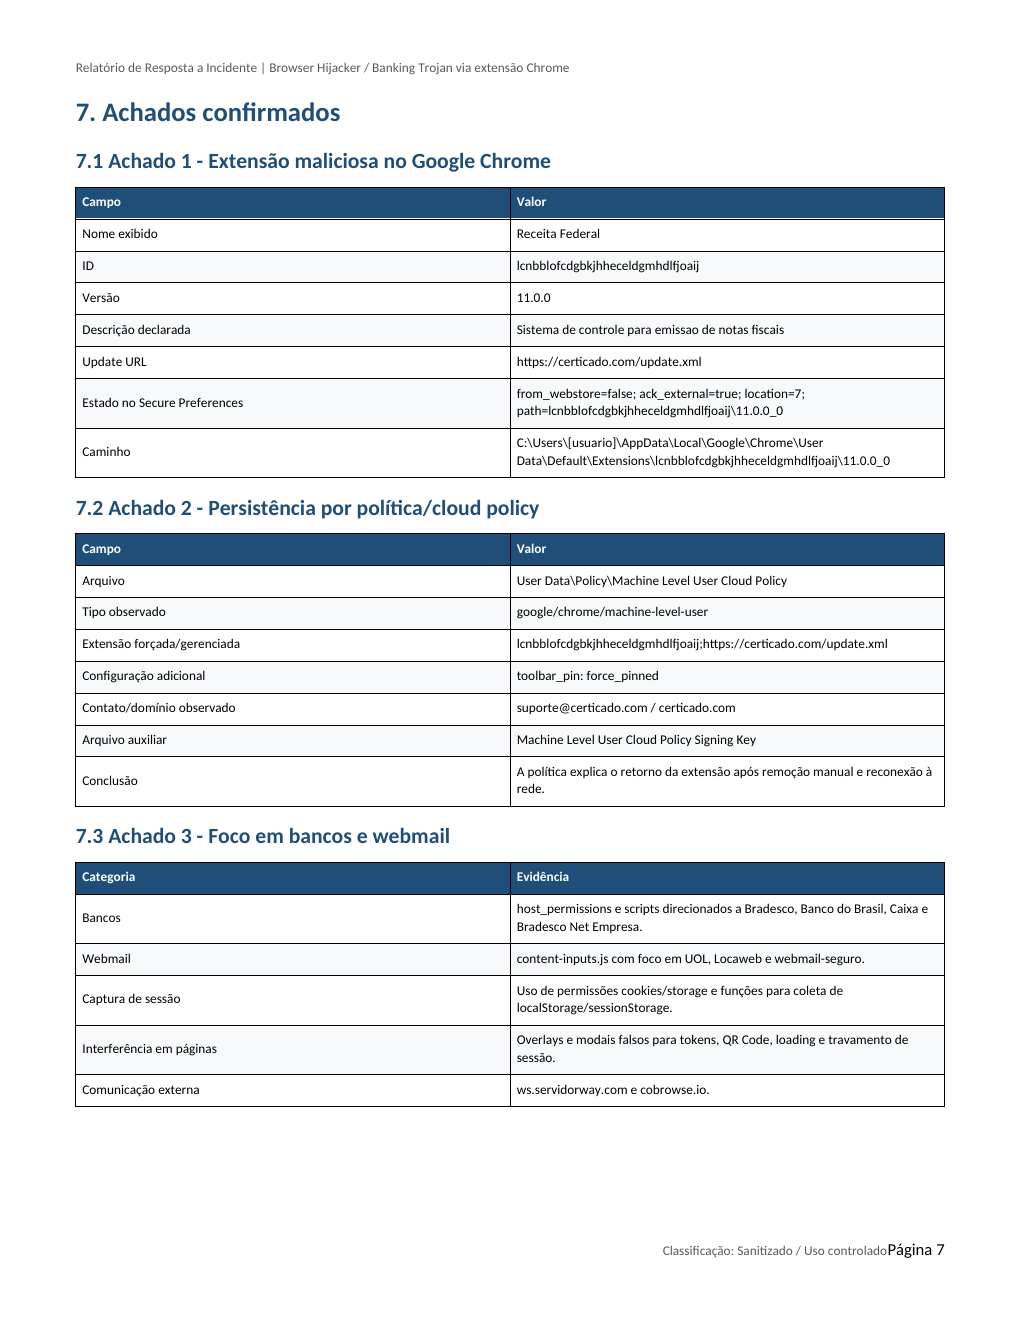 Relatório de Resposta a Incidente | Browser Hijacker / Banking Trojan via extensão Chrome
7. Achados confirmados
7.1 Achado 1 - Extensão maliciosa no Google Chrome
Campo Valor
Nome exibido Receita Federal
ID lcnbblofcdgbkjhheceldgmhdlfjoaij
Versão 11.0.0
Descrição declarada Sistema de controle para emissao de notas fiscais
Update URL https://certicado.com/update.xml
Estado no Secure Preferences from_webstore=false; ack_external=true; location=7;
path=lcnbblofcdgbkjhheceldgmhdlfjoaij\11.0.0_0
Caminho C:\Users\[usuario]\AppData\Local\Google\Chrome\User
Data\Default\Extensions\lcnbblofcdgbkjhheceldgmhdlfjoaij\11.0.0_0
7.2 Achado 2 - Persistência por política/cloud policy
Campo Valor
Arquivo User Data\Policy\Machine Level User Cloud Policy
Tipo observado google/chrome/machine-level-user
Extensão forçada/gerenciada lcnbblofcdgbkjhheceldgmhdlfjoaij;https://certicado.com/update.xml
Configuração adicional toolbar_pin: force_pinned
Contato/domínio observado suporte@certicado.com / certicado.com
Arquivo auxiliar Machine Level User Cloud Policy Signing Key
Conclusão A política explica o retorno da extensão após remoção manual e reconexão à
rede.
7.3 Achado 3 - Foco em bancos e webmail
Categoria Evidência
Bancos host_permissions e scripts direcionados a Bradesco, Banco do Brasil, Caixa e
Bradesco Net Empresa.
Webmail content-inputs.js com foco em UOL, Locaweb e webmail-seguro.
Captura de sessão Uso de permissões cookies/storage e funções para coleta de
localStorage/sessionStorage.
Interferência em páginas Overlays e modais falsos para tokens, QR Code, loading e travamento de
sessão.
Comunicação externa ws.servidorway.com e cobrowse.io.
Classificação: Sanitizado / Uso controladoPágina 7